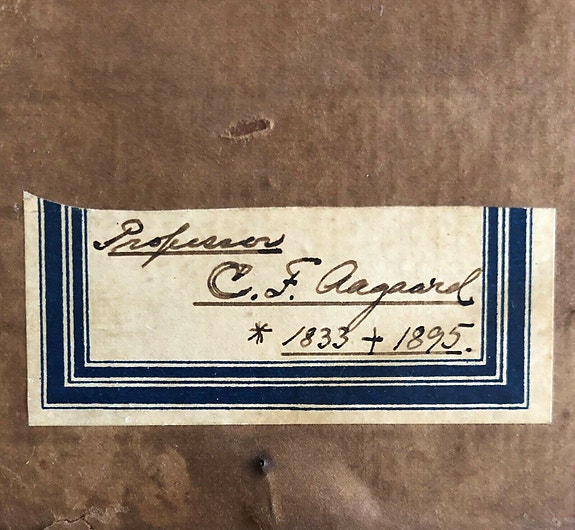 Professor
C. F. Aagaard
* 1833 + 1895.